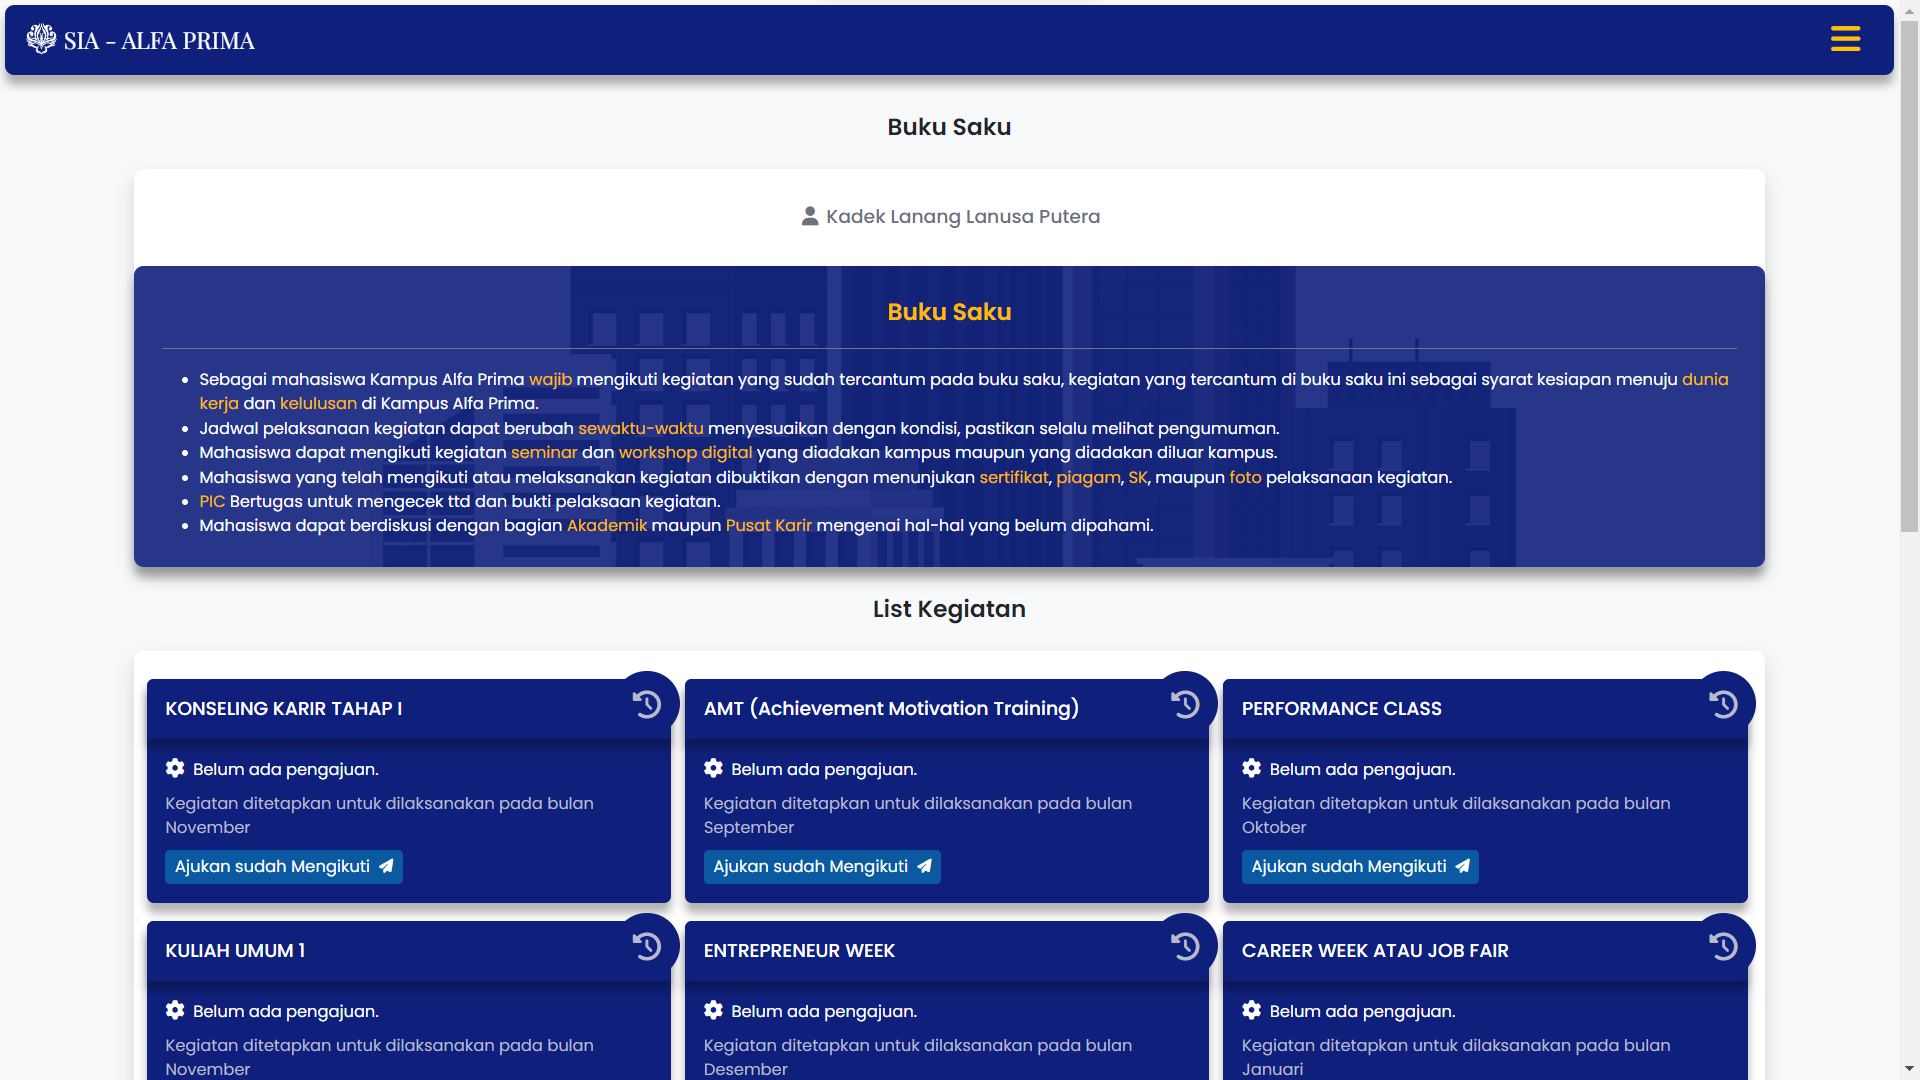 SIA - ALFA PRIMA
Buku Saku
Kadek Lanang Lanusa Putera
Buku Saku
Sebagai mahasiswa Kampus Alfa Prima wajib mengikuti kegiatan yang sudah tercantum pada buku saku, kegiatan yang tercantum di buku saku ini sebagai syarat kesiapan menuju dunia
kerja dan kelulusan di Kampus Alfa Prima.
Jadwal pelaksanaan kegiatan dapat berubah sewaktu-waktu menyesuaikan dengan kondisi, pastikan selalu melihat pengumuman.
Mahasiswa dapat mengikuti kegiatan seminar dan workshop digital yang diadakan kampus maupun yang diadakan diluar kampus.
Mahasiswa yang telah mengikuti atau melaksanakan kegiatan dibuktikan dengan menunjukan sertifikat, piagam, SK, maupun foto pelaksanaan kegiatan.
PIC Bertugas untuk mengecek ttd dan bukti pelaksaan kegiatan.
Mahasiswa dapat berdiskusi dengan bagian Akademik maupun Pusat Karir mengenai hal-hal yang belum dipahami.
List Kegiatan
KONSELING KARIR TAHAP I
Belum ada pengajuan.
Kegiatan ditetapkan untuk dilaksanakan pada bulan
November
Ajukan sudah Mengikuti
AMT (Achievement Motivation Training)
Belum ada pengajuan.
Kegiatan ditetapkan untuk dilaksanakan pada bulan
September
Ajukan sudah Mengikuti
PERFORMANCE CLASS
Belum ada pengajuan.
Kegiatan ditetapkan untuk dilaksanakan pada bulan
Oktober
Ajukan sudah Mengikuti
KULIAH UMUM 1
Belum ada pengajuan.
Kegiatan ditetapkan untuk dilaksanakan pada bulan
November
ENTREPRENEUR WEEK
Belum ada pengajuan.
Kegiatan ditetapkan untuk dilaksanakan pada bulan
Desember
CAREER WEEK ATAU JOB FAIR
Belum ada pengajuan.
Kegiatan ditetapkan untuk dilaksanakan pada bulan
Januari